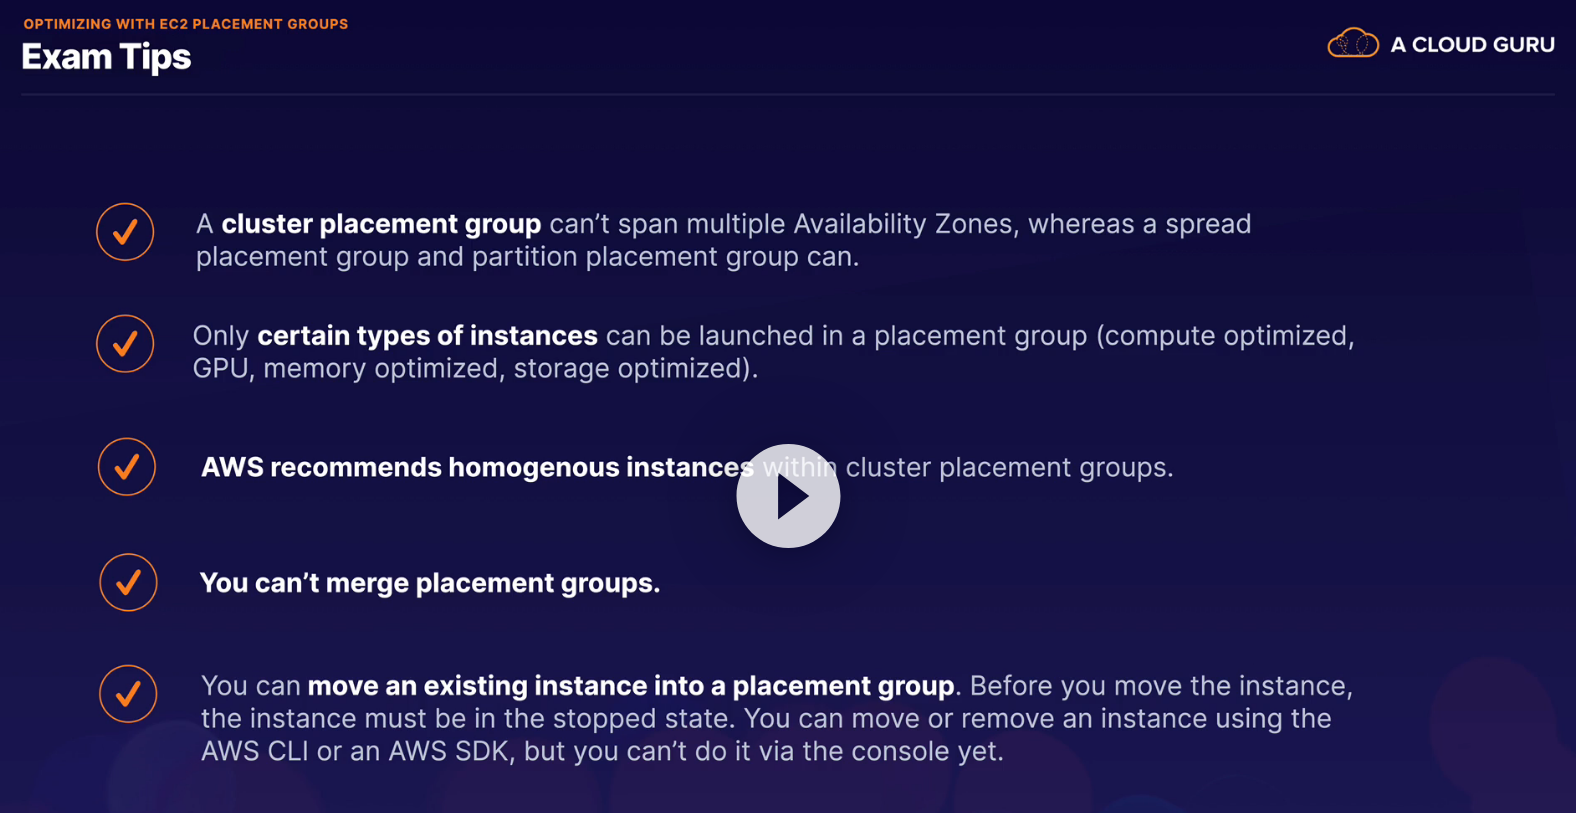 OPTIMIZING WITH EC2 PLACEMENT GROUPS
Exam Tips
A CLOUD GURU
A cluster placement group can’t span multiple Availability Zones, whereas a spread
placement group and partition placement group can.
Only certain types of instances can be launched in a placement group (compute optimized,
GPU, memory optimized, storage optimized).
AWS recommends homogenous instances within cluster placement groups.
You can’t merge placement groups.
You can move an existing instance into a placement group. Before you move the instance,
the instance must be in the stopped state. You can move or remove an instance using the
AWS CLI or an AWS SDK, but you can’t do it via the console yet.